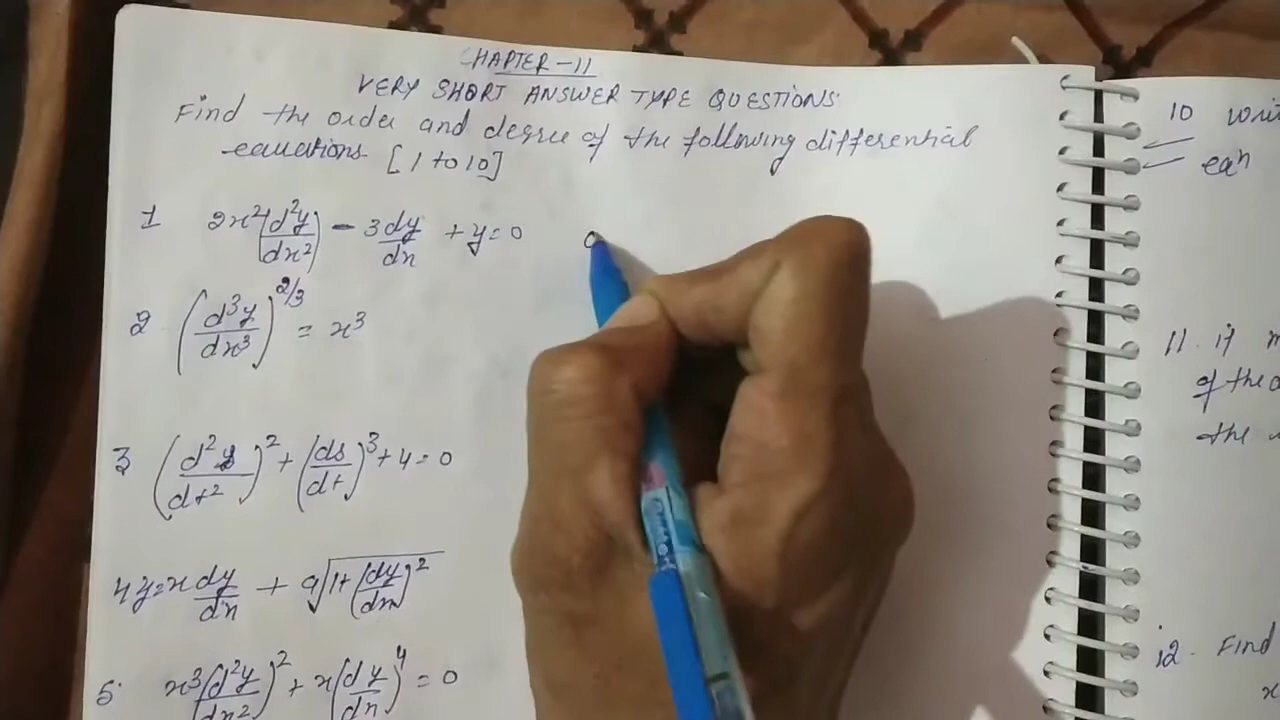 CHAPTER-11
VERY SHORT ANSWER TYPE QUESTIONS
Find the order and degree of the following differential
equations [1 to 10]
1 2x²(d²y/dx²) - 3dy/dx + y = 0
2 (d³y/dx³)^2/3 = x³
3 (d²s/dt²)² + (ds/dt)³ + 4 = 0
4 y = x dy/dx + a√1+(dy/dx)²
5. x³(d²y/dx²)² + x(dy/dx)⁴ = 0
10
11. if
of the
the
12. Find
x